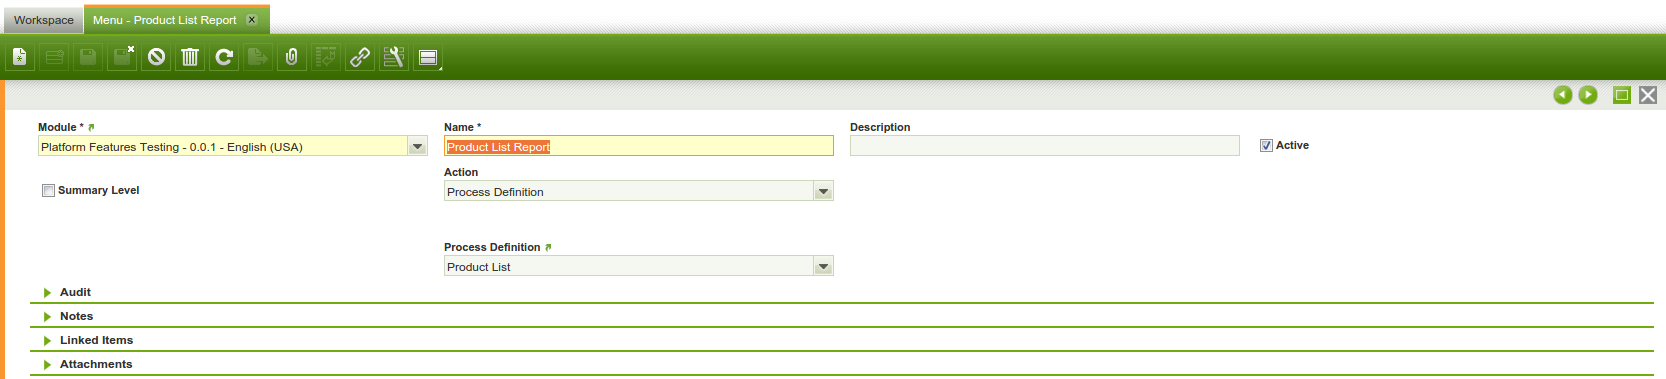 Workspace
Menu - Product List Report x
Module *
Name *
Description
Platform Features Testing - 0.0.1 - English (USA)
Product List Report
Active
Action
Summary Level
Process Definition
Process Definition
Product List
Audit
Notes
Linked Items
Attachments